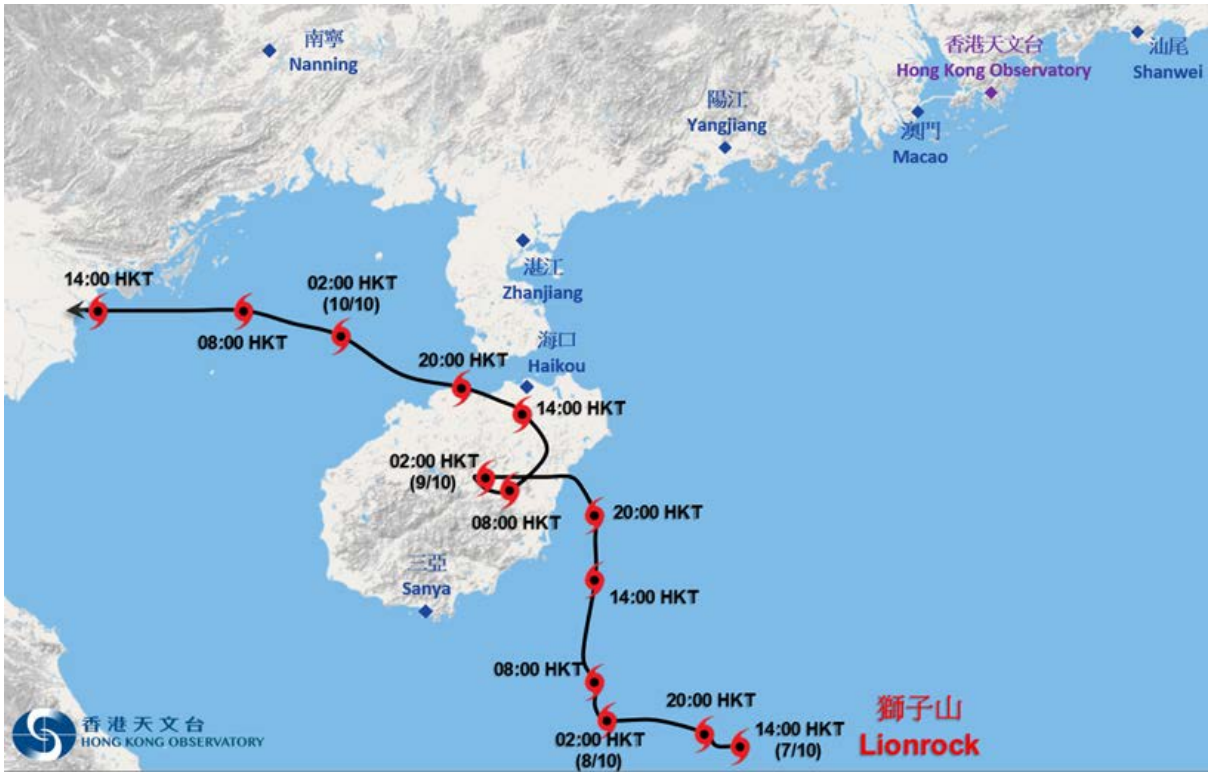 南寧
Nanning
香港天文台
Hong Kong Observatory
汕尾
Shanwei
陽江
Yangjiang
澳門
Macao
湛江
Zhanjiang
14:00 HKT
02:00 HKT
(10/10)
08:00 HKT
海口
Haikou
20:00 HKT
14:00 HKT
02:00 HKT
(9/10)
08:00 HKT
20:00 HKT
三亞
Sanya
14:00 HKT
08:00 HKT
20:00 HKT
02:00 HKT
(8/10)
14:00 HKT
(7/10)
獅子山
Lionrock
香港天文台
HONG KONG OBSERVATORY